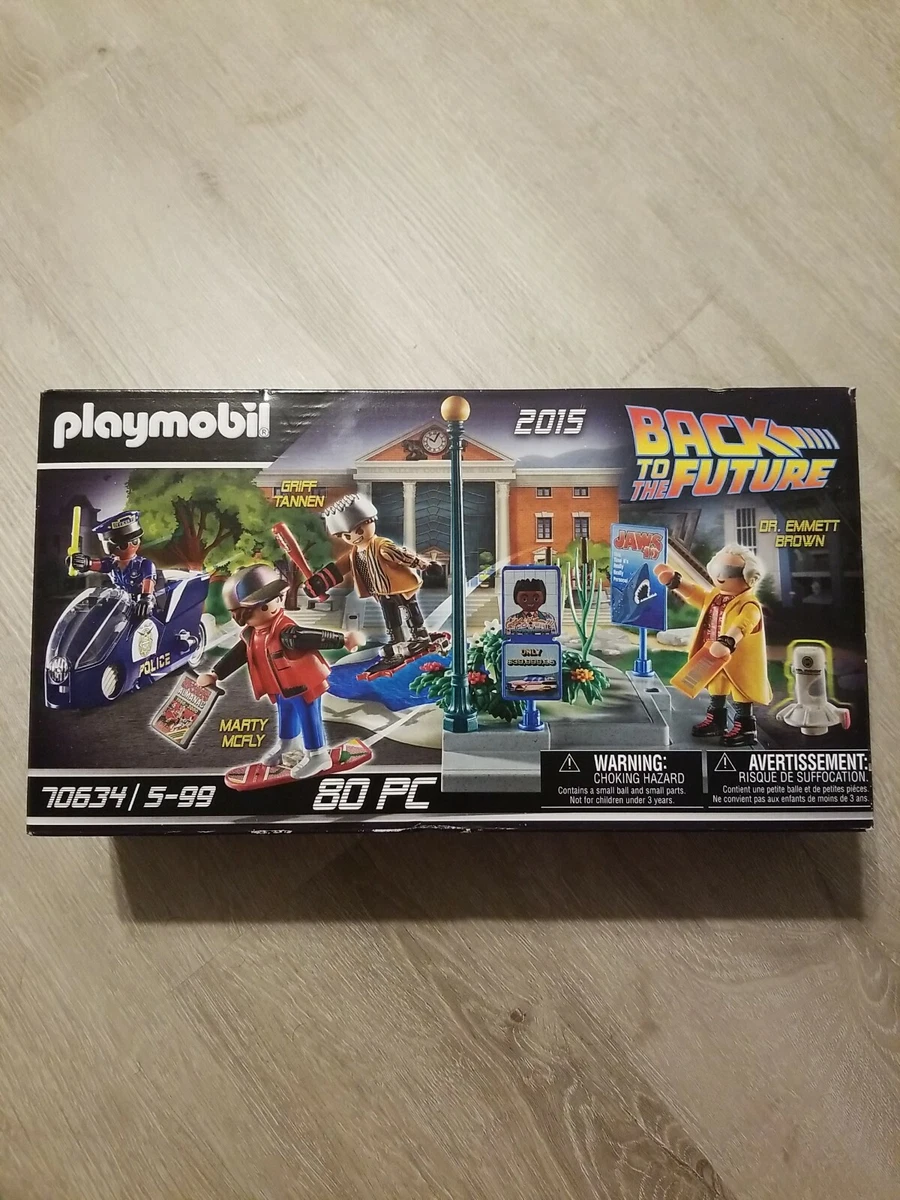 playmobil®
2015
BACK
TO
THE FUTURE
GRIFF
TANNEN
DR. EMMETT
BROWN
JAWS
POLICE
ALMANAC
ONLY
MARTY
MCFLY
70634 / 5-99
80 PC
WARNING:
CHOKING HAZARD
Contains a small ball and small parts.
Not for children under 3 years.
AVERTISSEMENT:
RISQUE DE SUFFOCATION.
Contient une petite balle et de petites pièces.
Ne convient pas aux enfants de moins de 3 ans.